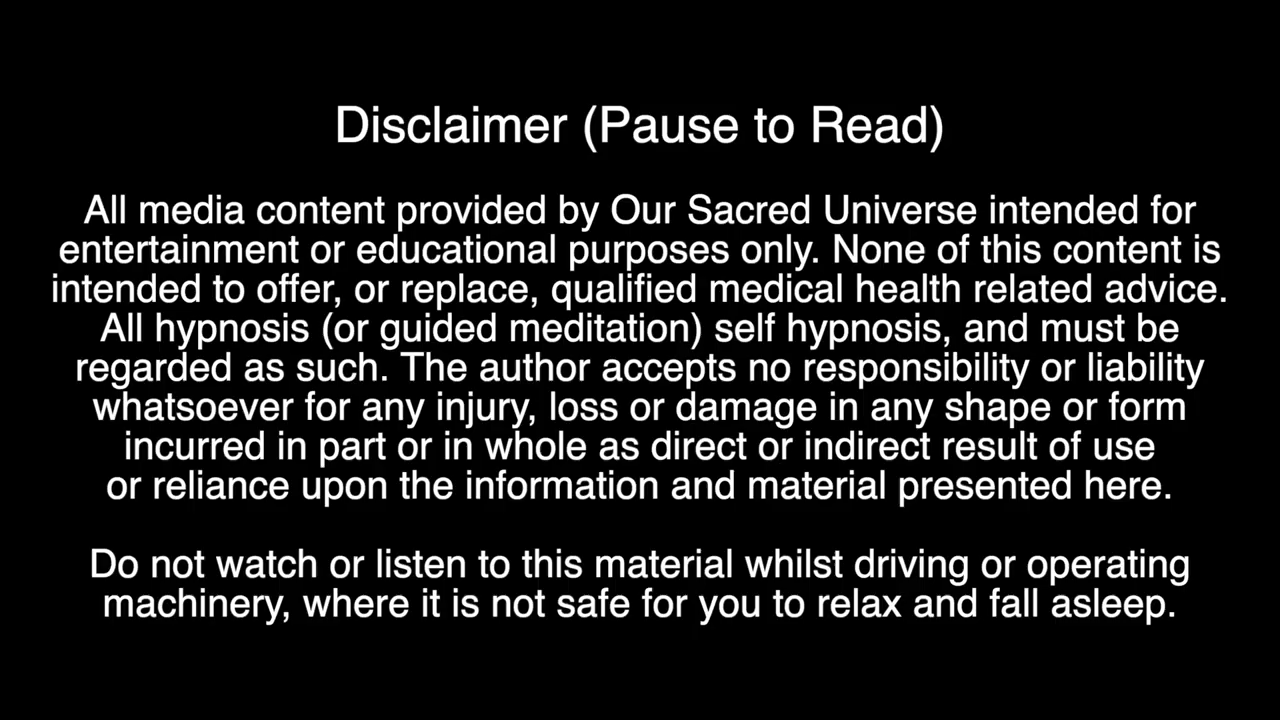 Disclaimer (Pause to Read)
All media content provided by Our Sacred Universe intended for
entertainment or educational purposes only. None of this content is
intended to offer, or replace, qualified medical health related advice.
All hypnosis (or guided meditation) self hypnosis, and must be
regarded as such. The author accepts no responsibility or liability
whatsoever for any injury, loss or damage in any shape or form
incurred in part or in whole as direct or indirect result of use
or reliance upon the information and material presented here.
Do not watch or listen to this material whilst driving or operating
machinery, where it is not safe for you to relax and fall asleep.